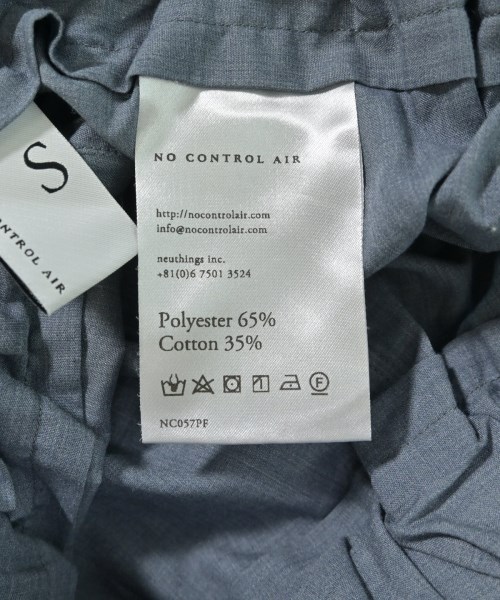 NO CONTROL AIR
http://nocontrolair.com
info@nocontrolair.com
neuthings inc.
+81(0)6 7501 3524
Polyester 65%
Cotton 35%
F
NC057PF
S
CONTROL AIR